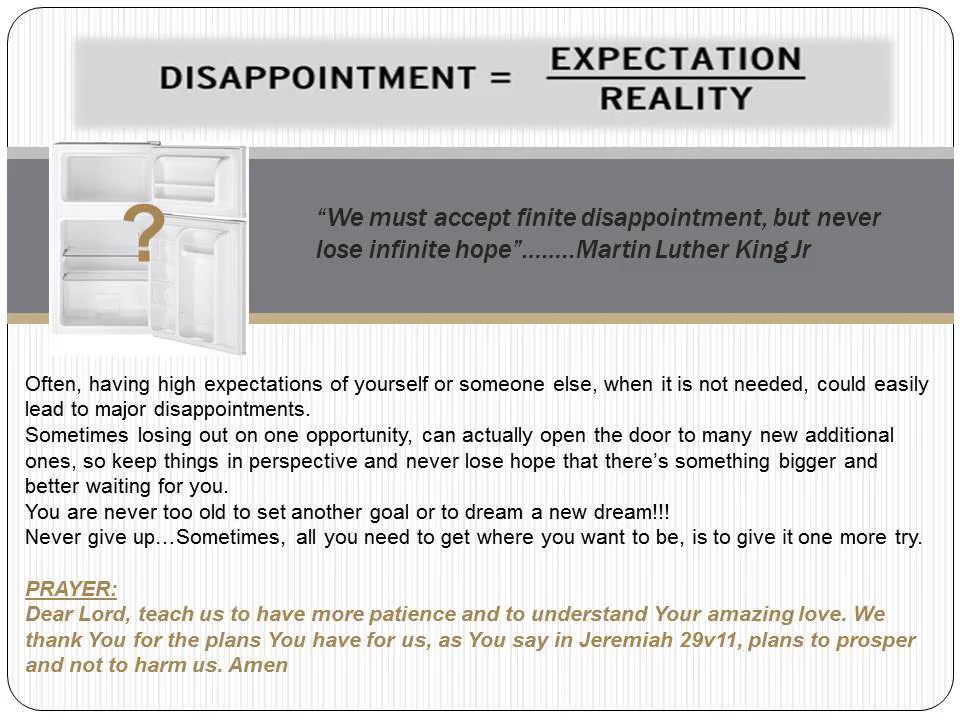 DISAPPOINTMENT = EXPECTATION
REALITY
?
“We must accept finite disappointment, but never
lose infinite hope”........Martin Luther King Jr
Often, having high expectations of yourself or someone else, when it is not needed, could easily
lead to major disappointments.
Sometimes losing out on one opportunity, can actually open the door to many new additional
ones, so keep things in perspective and never lose hope that there’s something bigger and
better waiting for you.
You are never too old to set another goal or to dream a new dream!!!
Never give up…Sometimes, all you need to get where you want to be, is to give it one more try.
PRAYER:
Dear Lord, teach us to have more patience and to understand Your amazing love. We
thank You for the plans You have for us, as You say in Jeremiah 29v11, plans to prosper
and not to harm us. Amen